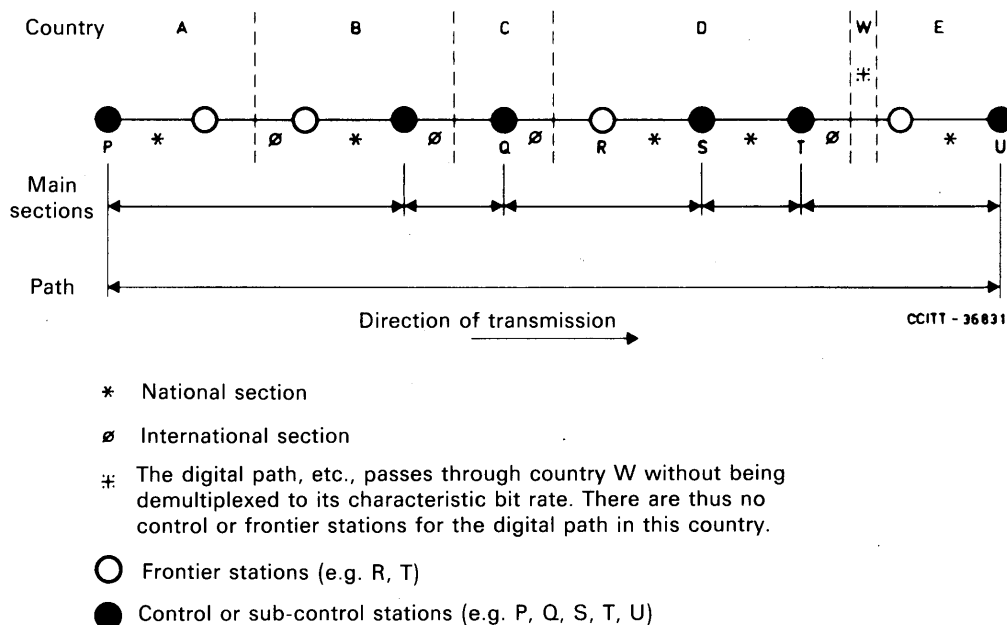 Country A B C D W E
⁜
P * ø * ø Q ø R * S * T ø * U
Main
sections
Path
Direction of transmission
CCITT - 36831
* National section
ø International section
⁜ The digital path, etc., passes through country W without being
demultiplexed to its characteristic bit rate. There are thus no
control or frontier stations for the digital path in this country.
Frontier stations (e.g. R, T)
Control or sub-control stations (e.g. P, Q, S, T, U)